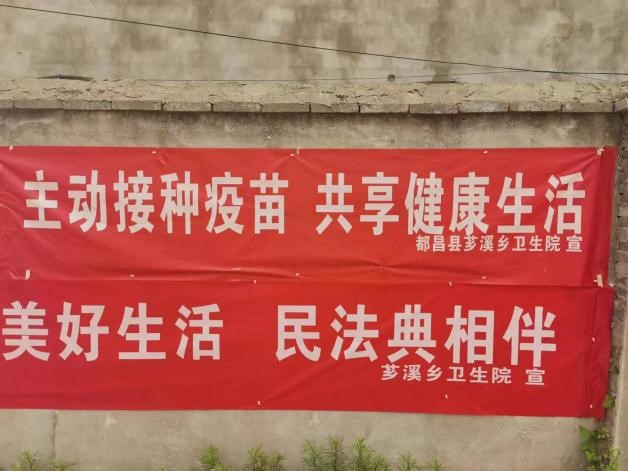 主动接种疫苗 共享健康生活
都昌县芗溪乡卫生院 宣
美好生活 民法典相伴
芗溪乡卫生院 宣